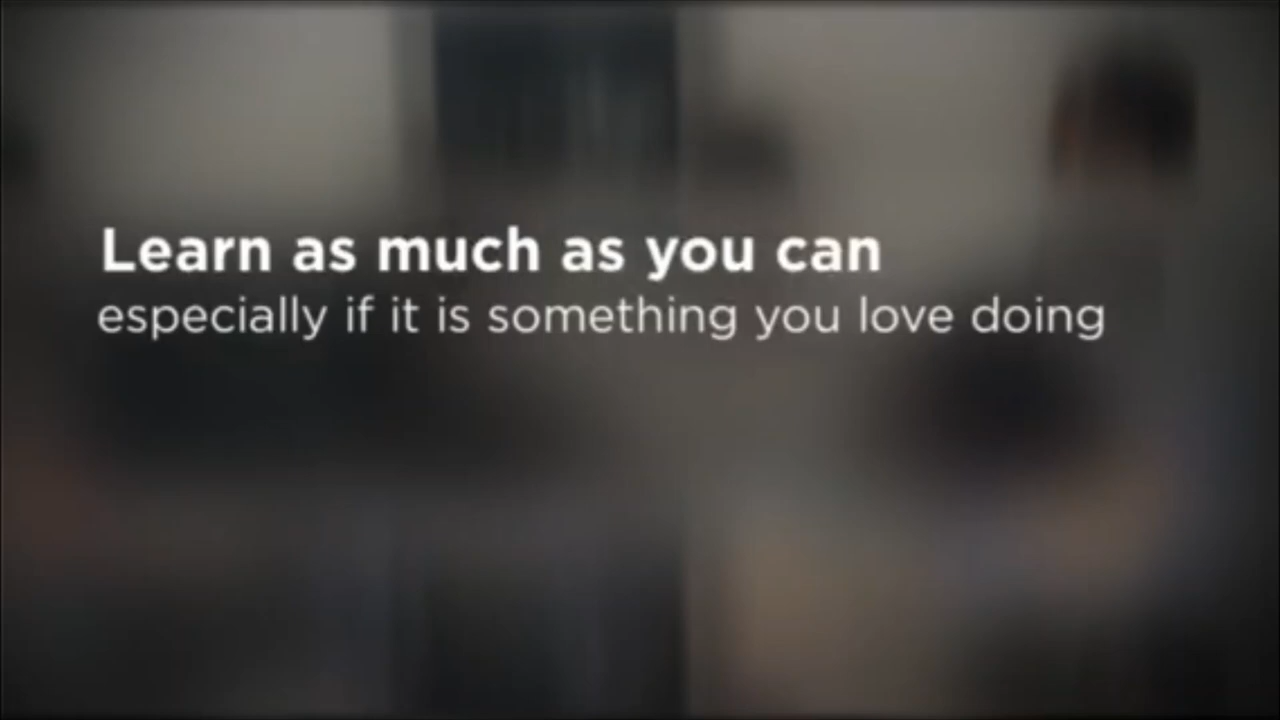 Learn as much as you can
especially if it is something you love doing